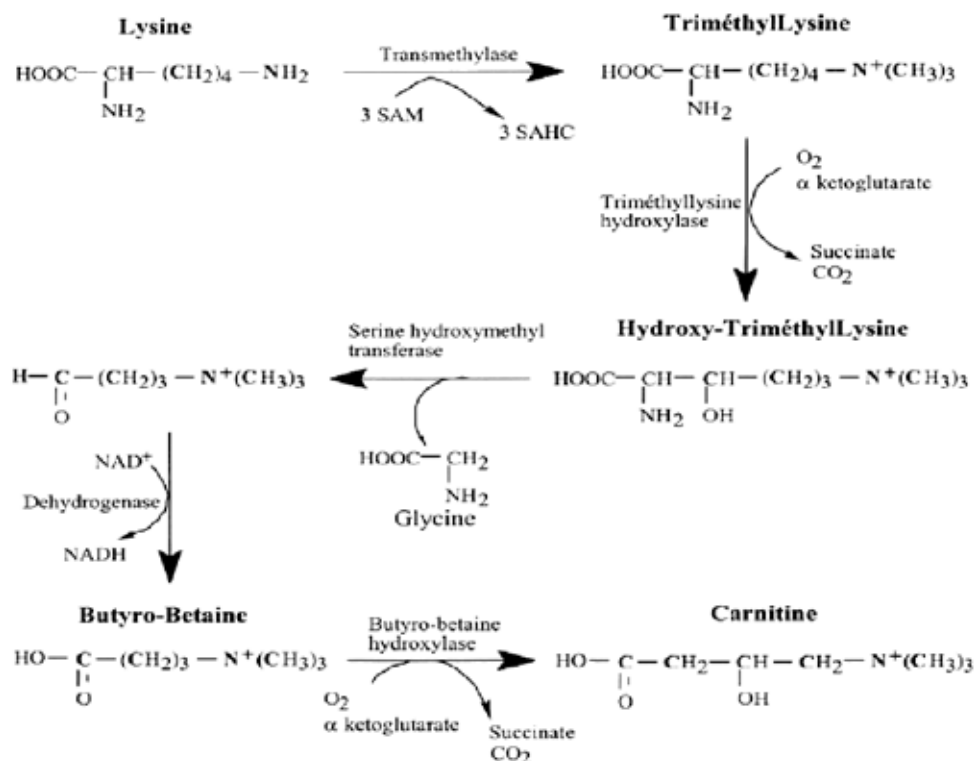 Lysine
TriméthylLysine
HOOC—CH—(CH2)4—NH2
NH2
Transmethylase
3 SAM
3 SAHC
HOOC—CH—(CH2)4—N+(CH3)3
NH2
Triméthyllysine
hydroxylase
O2
α ketoglutarate
Succinate
CO2
Serine hydroxymethyl
transferase
Hydroxy-TriméthylLysine
H—C—(CH2)3—N+(CH3)3
O
HOOC—CH—CH—(CH2)3—N+(CH3)3
NH2 OH
HOOC—CH2
NH2
Glycine
NAD+
Dehydrogenase
NADH
Butyro-Betaine
Butyro-betaine
hydroxylase
Carnitine
HO—C—(CH2)3—N+(CH3)3
O
O2
α ketoglutarate
Succinate
CO2
HO—C—CH2—CH—CH2—N+(CH3)3
O OH